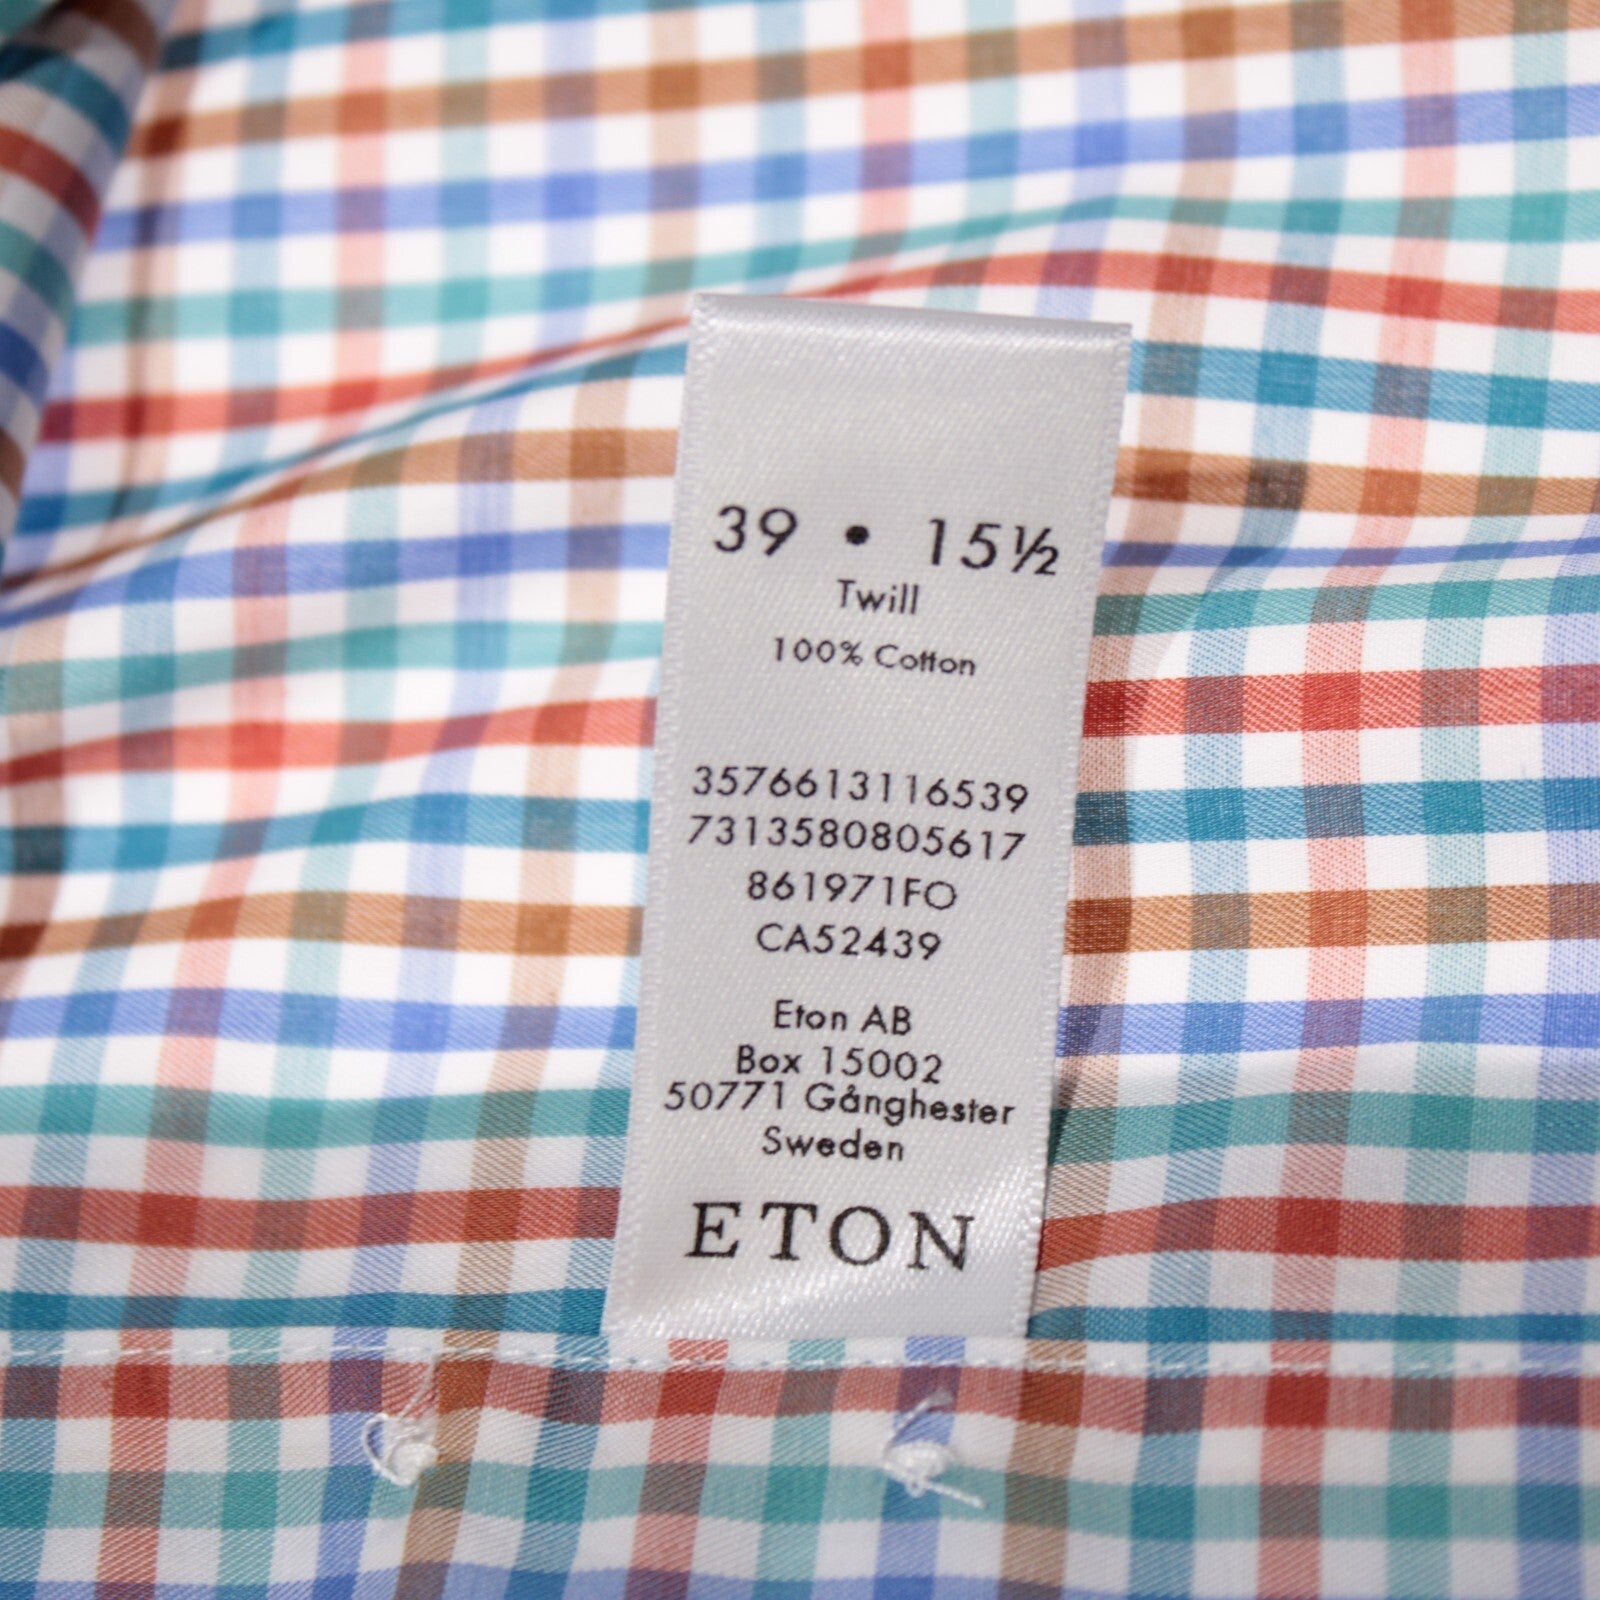 39 • 15½
Twill
100% Cotton
3576613116539
7313580805617
861971FO
CA52439
Eton AB
Box 15002
50771 Gånghester
Sweden
ETON